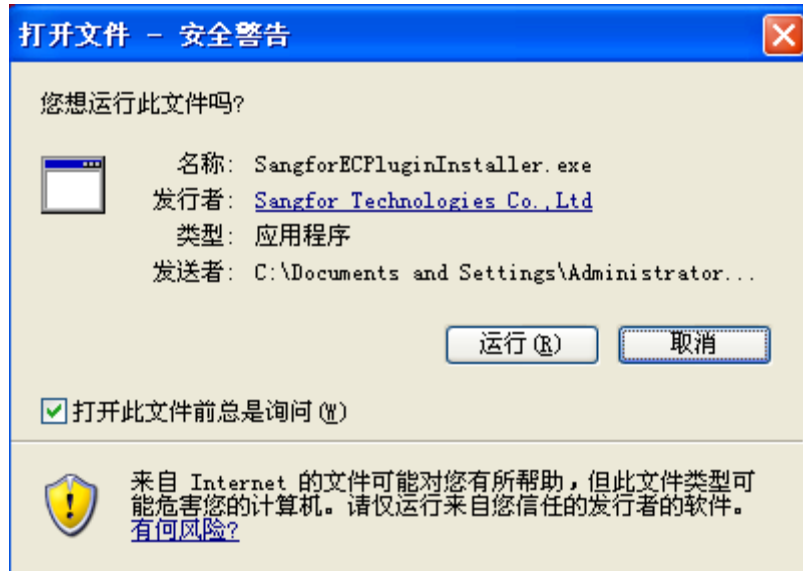 打开文件 - 安全警告
您想运行此文件吗?
名称: SangforECPluginInstaller.exe
发行者: Sangfor Technologies Co.,Ltd
类型: 应用程序
发送者: C:\Documents and Settings\Administrator...
运行(R) 取消
打开此文件前总是询问(W)
来自 Internet 的文件可能对您有所帮助，但此文件类型可
能危害您的计算机。请仅运行来自您信任的发行者的软件。
有何风险?